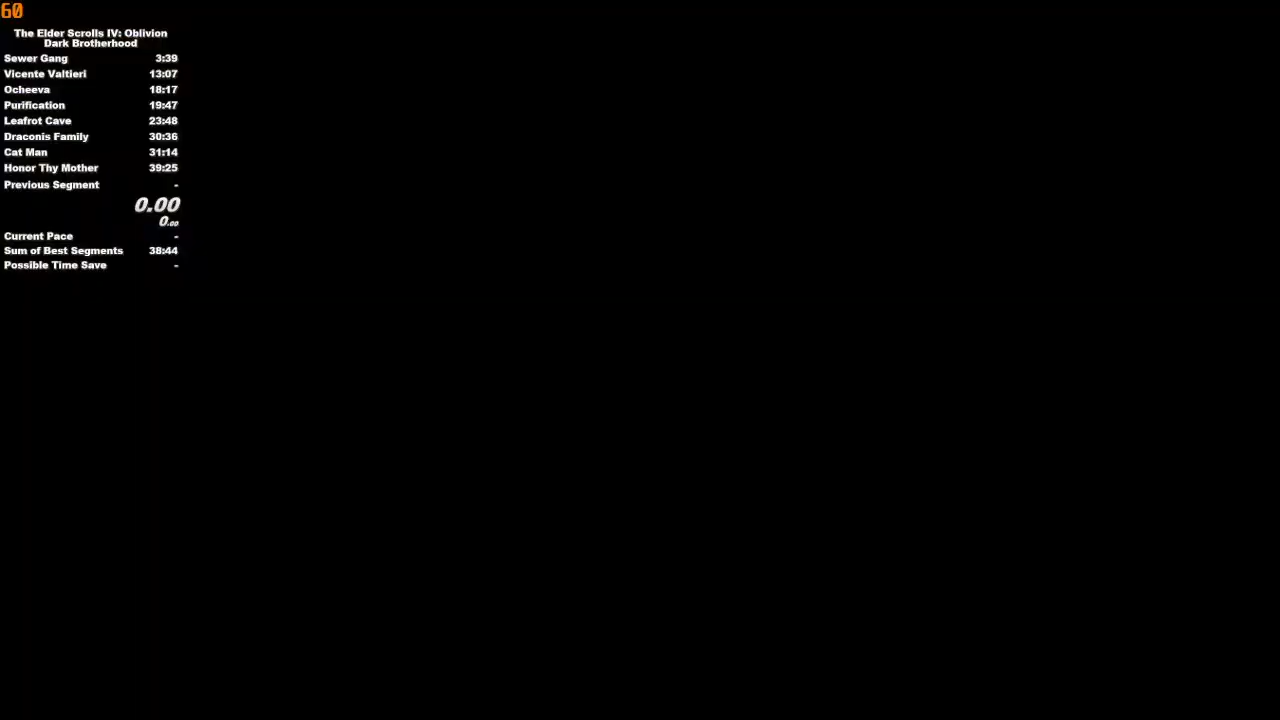 60
The Elder Scrolls IV: Oblivion
Dark Brotherhood
Sewer Gang 3:39
Vicente Valtieri 13:07
Ocheeva 18:17
Purification 19:47
Leafrot Cave 23:48
Draconis Family 30:36
Cat Man 31:14
Honor Thy Mother 39:25
Previous Segment -
0.00
0.00
Current Pace -
Sum of Best Segments 38:44
Possible Time Save -